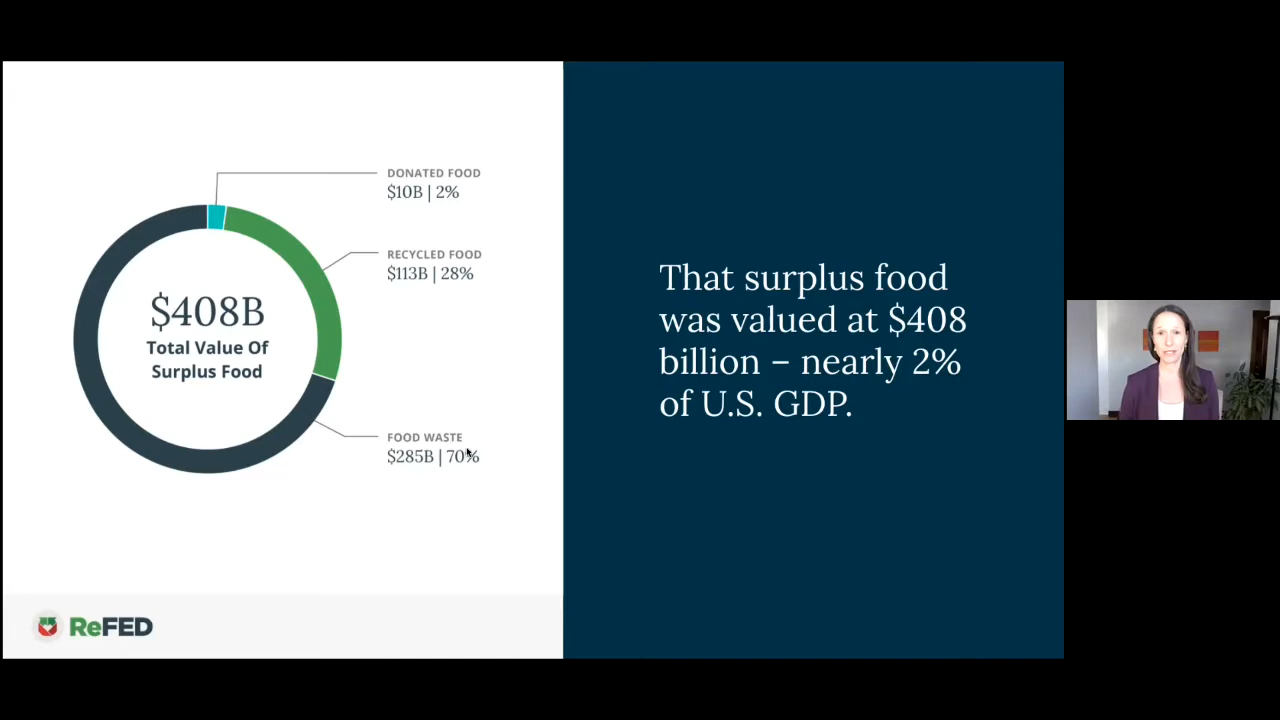 DONATED FOOD
$10B | 2%
RECYCLED FOOD
$113B | 28%
$408B
Total Value Of
Surplus Food
FOOD WASTE
$285B | 70%
That surplus food
was valued at $408
billion – nearly 2%
of U.S. GDP.
ReFED